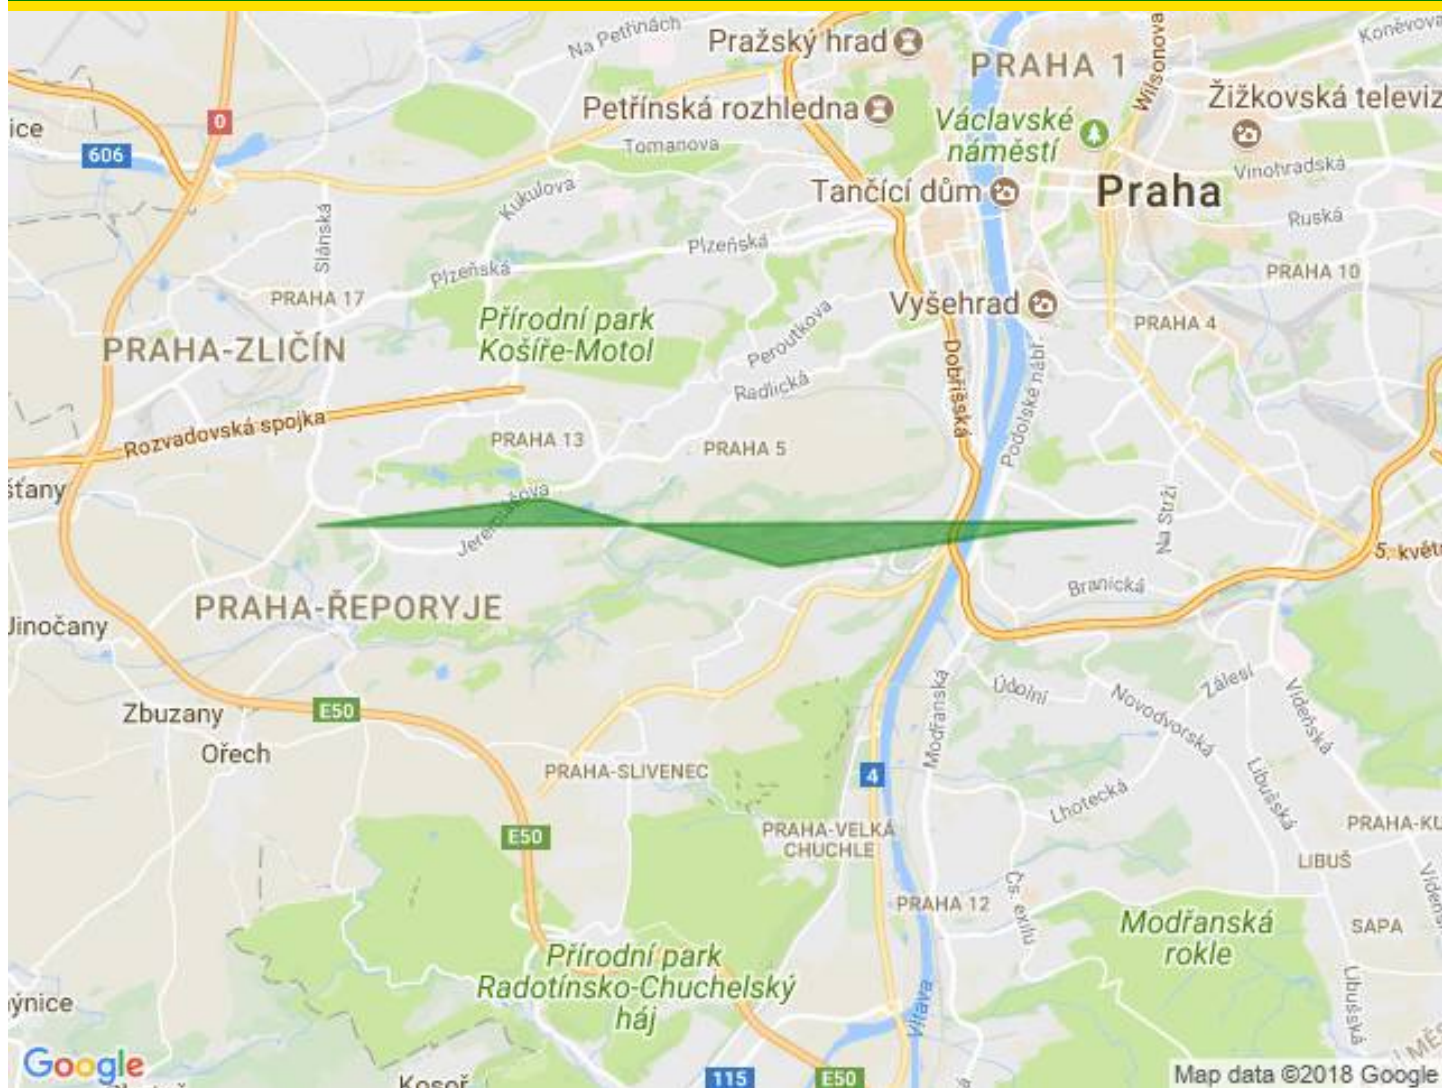 Na Petřinách
Pražský hrad
PRAHA 1
Wilsonova
Koněvova
0
Petřínská rozhledna
Václavské
náměstí
Žižkovská televiz
ice
606
Tomanova
Vinohradská
Kukulova
Tančící dům
Praha
Ruská
Slánská
Plzeňská
Plzeňská
PRAHA 10
PRAHA 17
Přírodní park
Košíře-Motol
Vyšehrad
PRAHA 4
PRAHA-ZLIČÍN
Peroutkova
Radlická
Dobříšská
Podolské nábř.
Rozvadovská spojka
PRAHA 13
PRAHA 5
šťany
Jeremiášova
Na Strži
5. květn
Branická
PRAHA-ŘEPORYJE
Jinočany
Údolní
Zálesí
Zbuzany
E50
Modřanská
Novodvorská
Vídeňská
Ořech
PRAHA-SLIVENEC
4
Libušská
Lhotecká
E50
PRAHA-VELKÁ
CHUCHLE
PRAHA-KU
LIBUŠ
Vídeň
PRAHA 12
Čs. exilu
Modřanská
rokle
SAPA
Přírodní park
Radotínsko-Chuchelský
háj
Libušská
ýnice
Vltava
Google
Kosoř
115
E50
Map data ©2018 Google